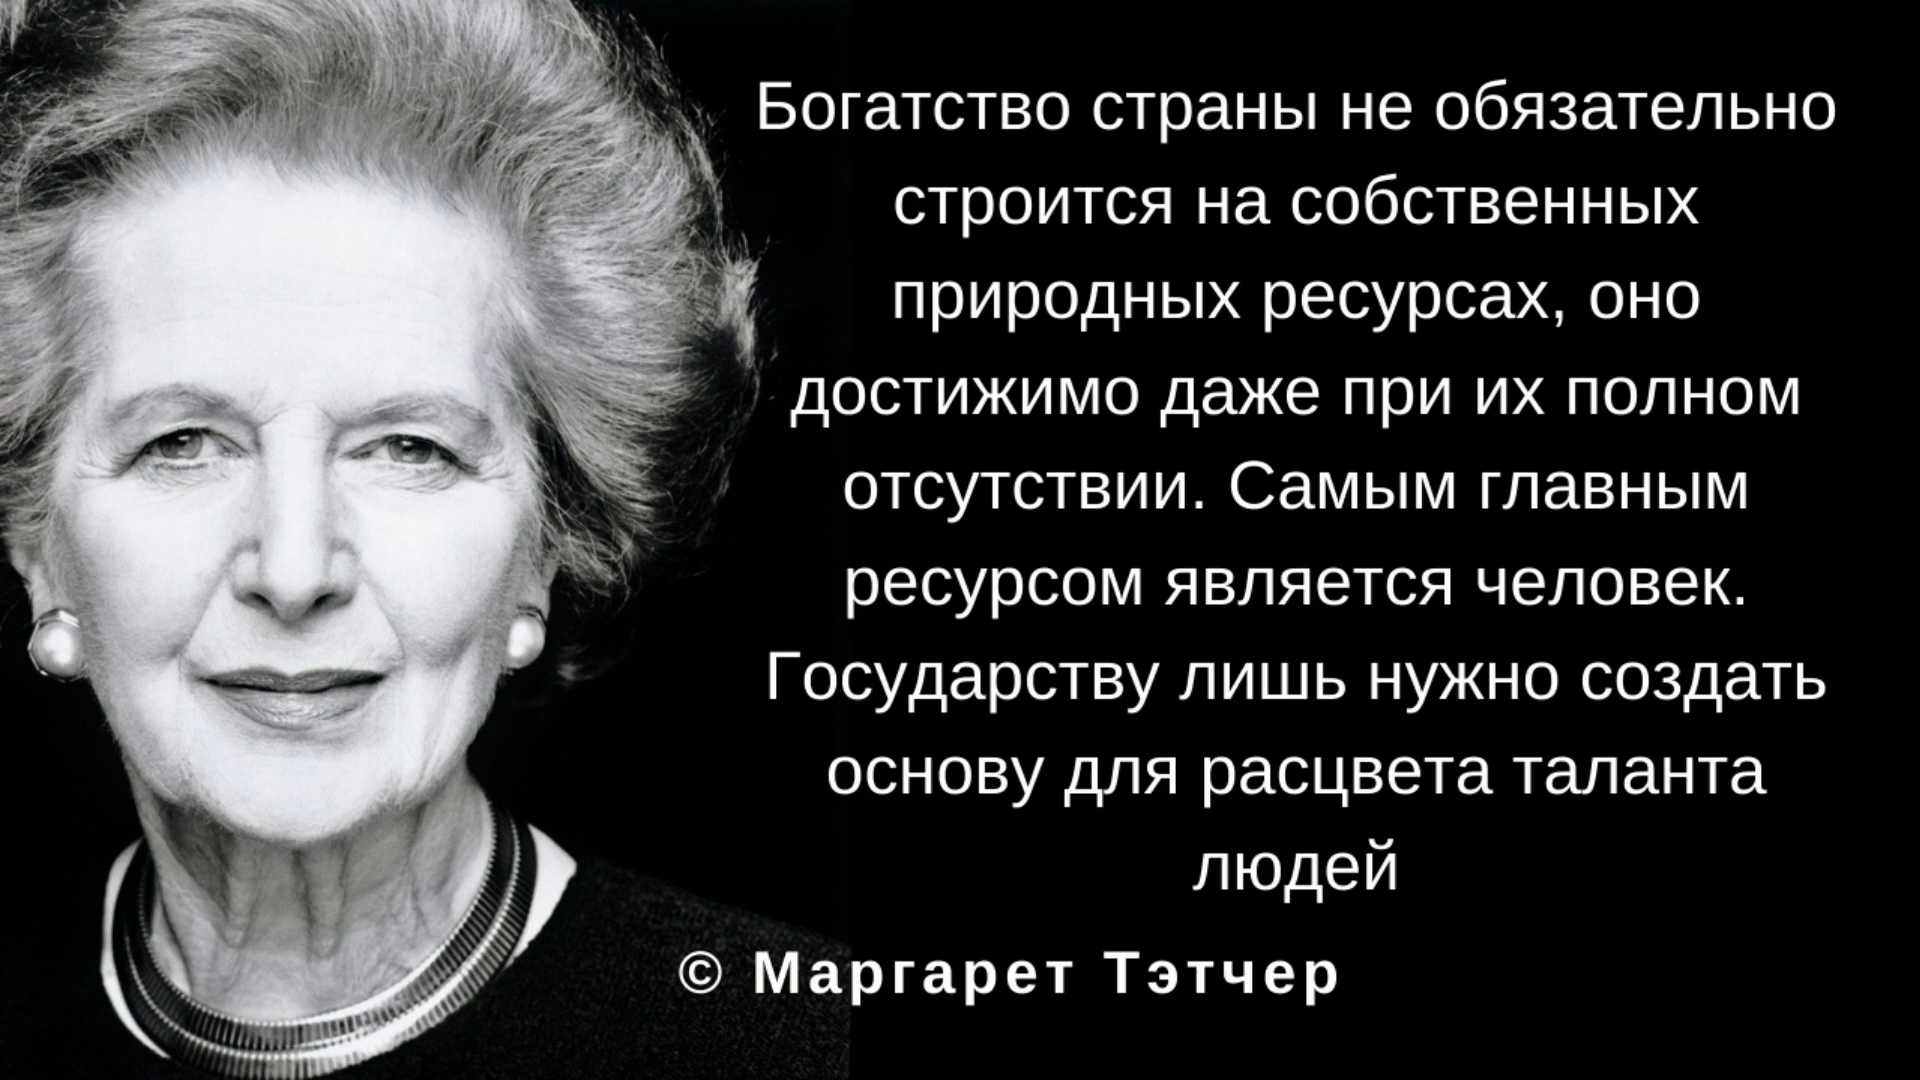 Богатство страны не обязательно
строится на собственных
природных ресурсах, оно
достижимо даже при их полном
отсутствии. Самым главным
ресурсом является человек.
Государству лишь нужно создать
основу для расцвета таланта
людей
© Маргарет Тэтчер